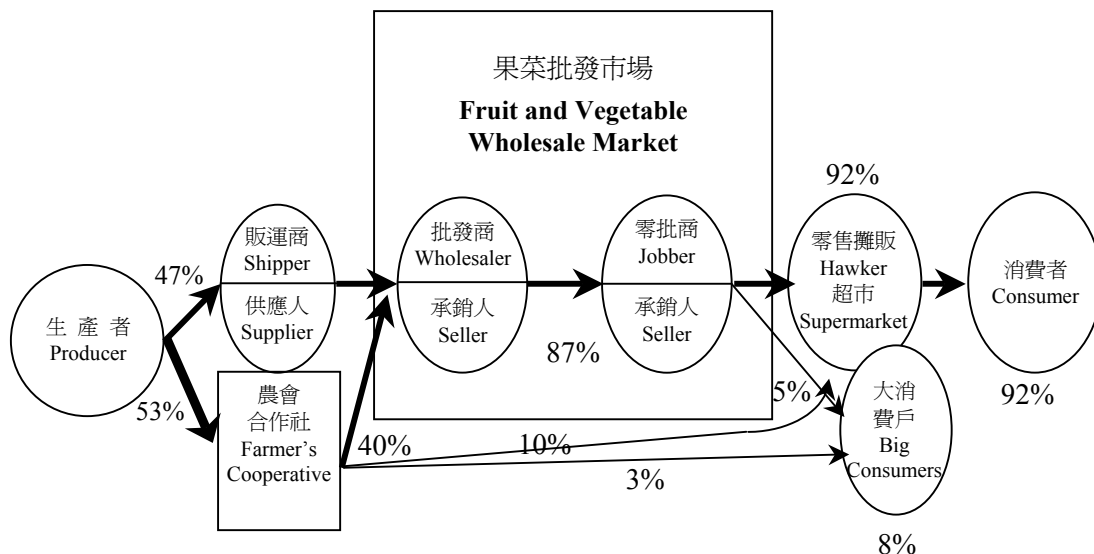 果菜批發市場
Fruit and Vegetable
Wholesale Market
生 產 者
Producer
47%
53%
販運商
Shipper
供應人
Supplier
農會
合作社
Farmer's
Cooperative
批發商
Wholesaler
承銷人
Seller
87%
零批商
Jobber
承銷人
Seller
40%
10%
3%
5%
92%
零售攤販
Hawker
超市
Supermarket
大消
費戶
Big
Consumers
8%
消費者
Consumer
92%